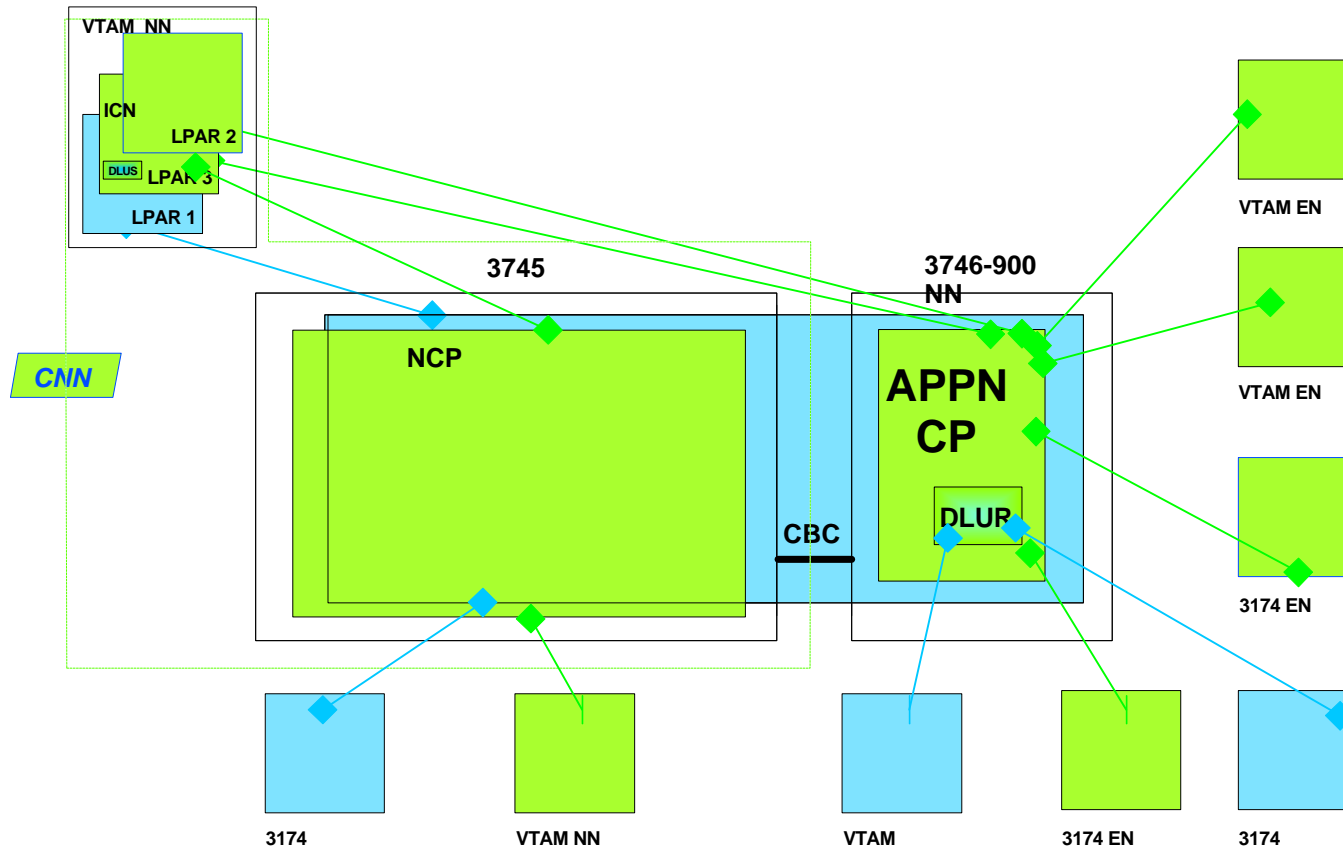 VTAM NN
ICN
LPAR 2
DLUS
LPAR 3
LPAR 1
3745
3746-900
NN
VTAM EN
CNN
NCP
APPN
CP
VTAM EN
DLUR
CBC
3174 EN
3174
VTAM NN
VTAM
3174 EN
3174